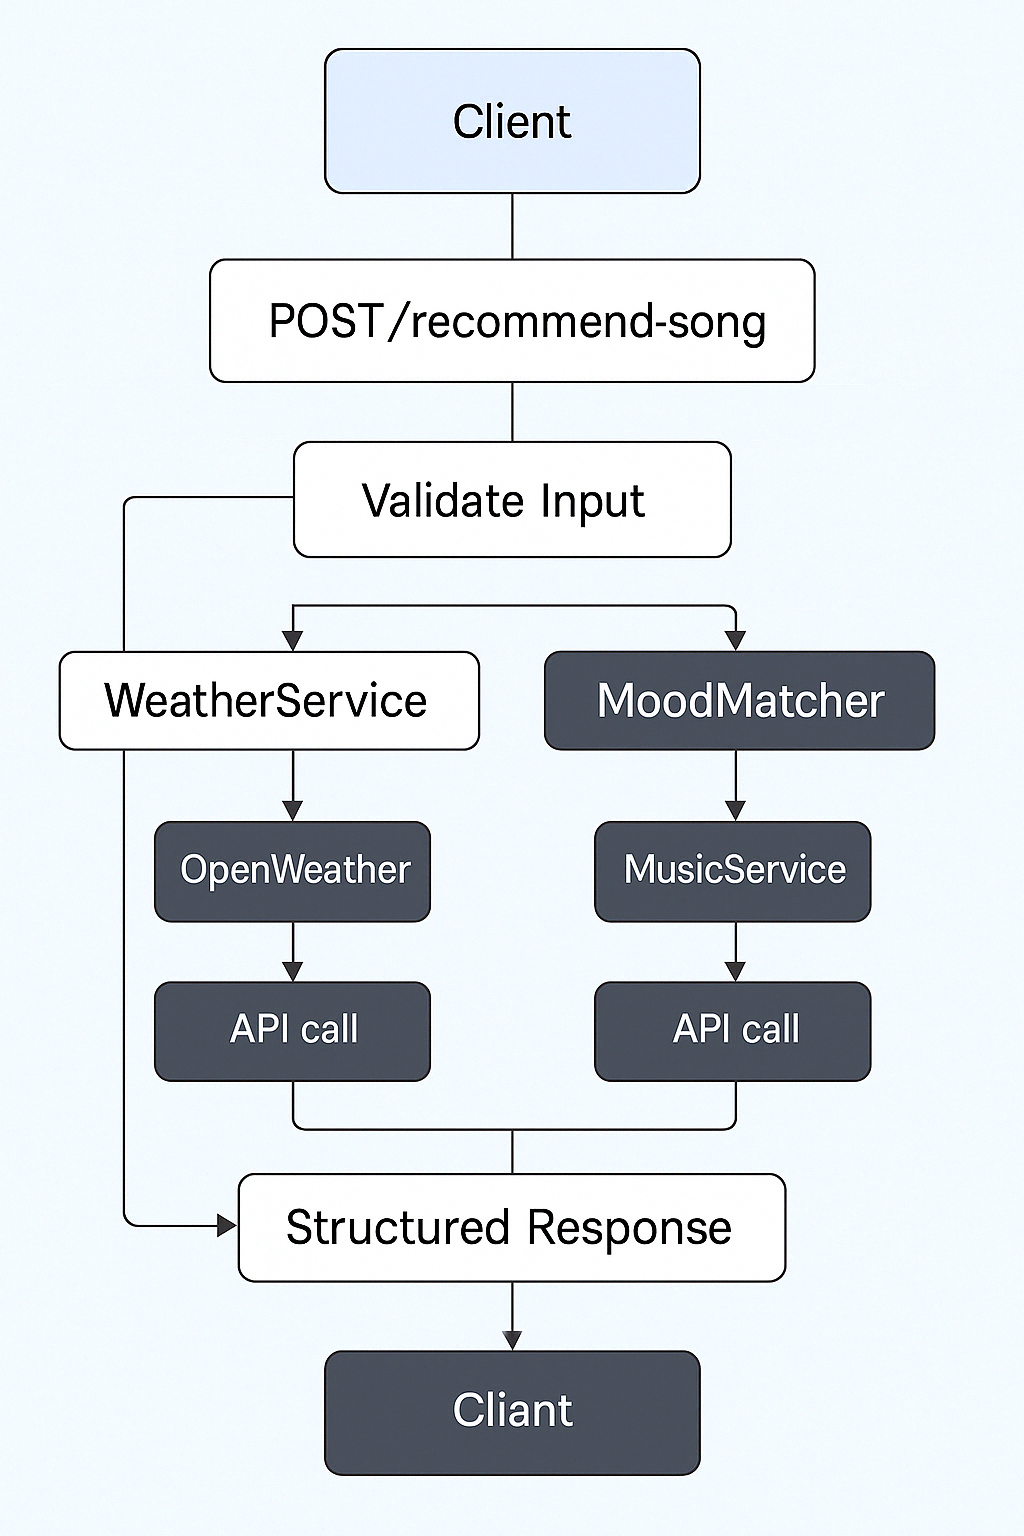 Client
POST/recommend-song
Validate Input
WeatherService
MoodMatcher
OpenWeather
MusicService
API call
API call
Structured Response
Cliant